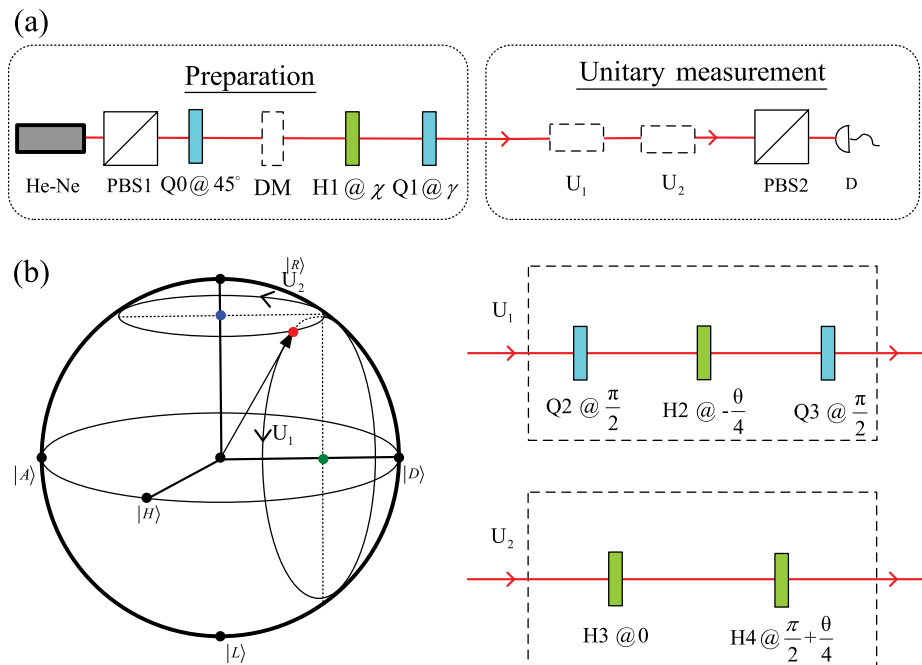 (a)
Preparation
Unitary measurement
He-Ne PBS1 Q0@45° DM H1@χ Q1@γ U₁ U₂ PBS2 D
(b)
|R⟩
U₂
U₁
|A⟩ |D⟩
|H⟩
|L⟩
U₁
Q2@π/2 H2@-θ/4 Q3@π/2
U₂
H3@0 H4@π/2+θ/4